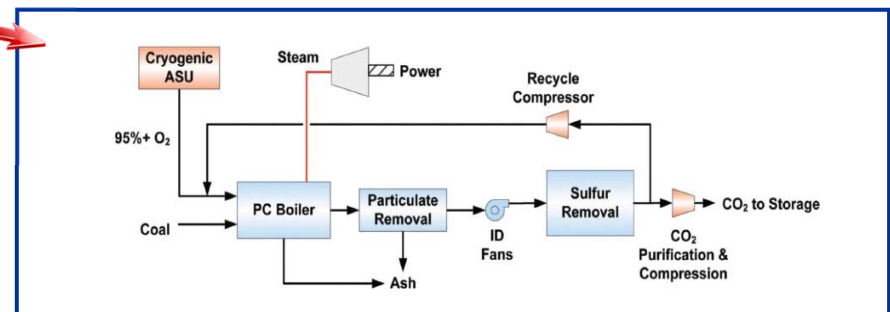 Cryogenic
ASU
Steam
Power
Recycle
Compressor
95%+ O₂
PC Boiler
Particulate
Removal
Sulfur
Removal
CO₂ to Storage
Coal
ID
Fans
CO₂
Purification &
Compression
Ash